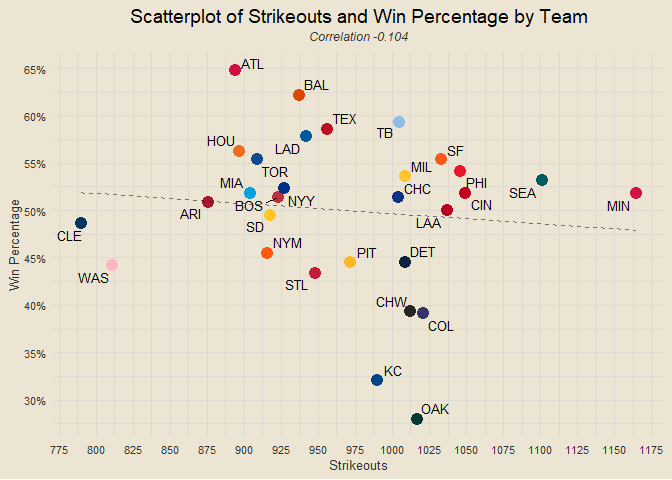 Scatterplot of Strikeouts and Win Percentage by Team
Correlation -0.104
65%
60%
55%
50%
45%
40%
35%
30%
Win Percentage
ATL
BAL
TEX
TB
HOU
LAD
SF
TOR
MIL
MIA
CHC
PHI
SEA
MIN
BOS
NYY
ARI
CIN
SD
LAA
CLE
NYM
PIT
DET
WAS
STL
CHW
COL
KC
OAK
775 800 825 850 875 900 925 950 975 1000 1025 1050 1075 1100 1125 1150 1175
Strikeouts